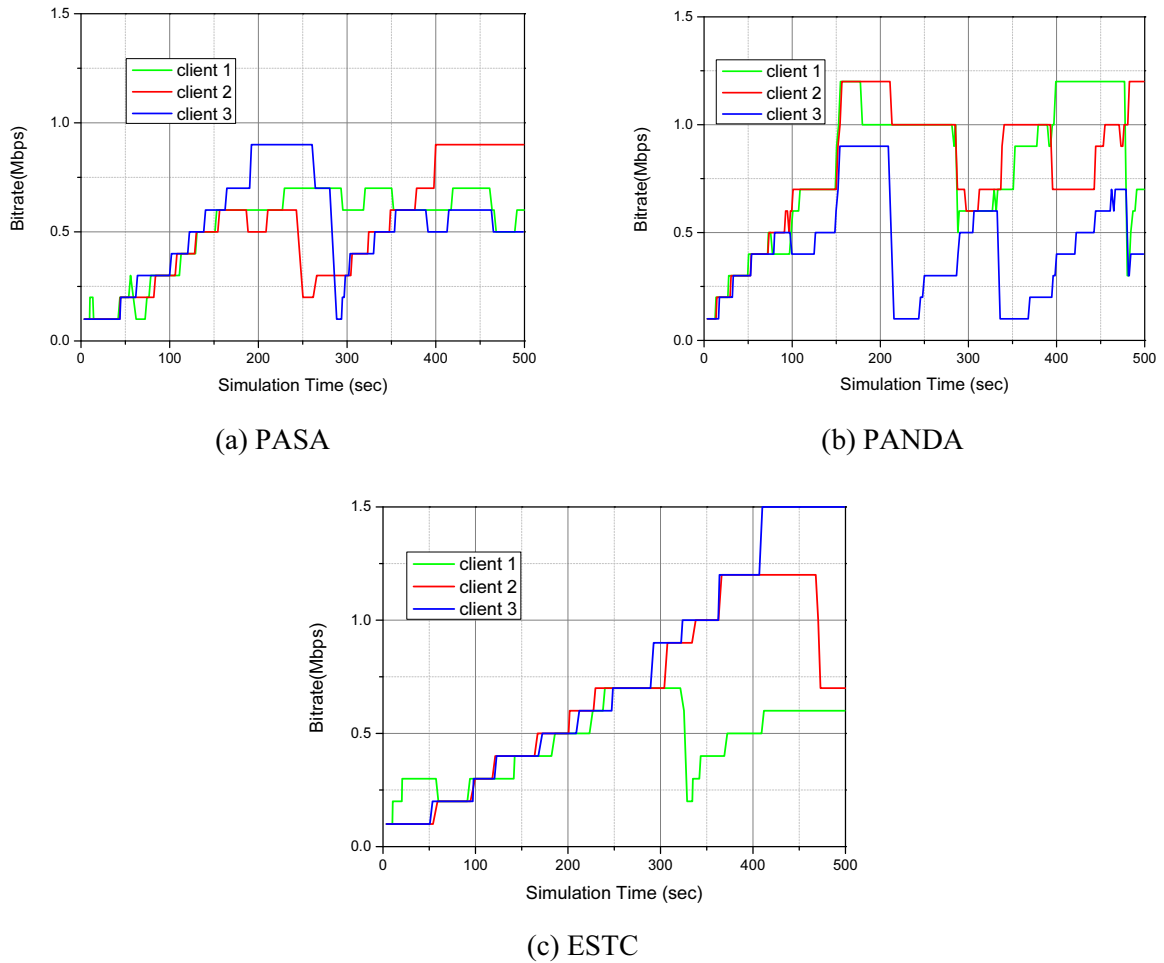 1.5
1.0
0.5
0.0
Bitrate(Mbps)
client 1
client 2
client 3
0 100 200 300 400 500
Simulation Time (sec)
(a) PASA
1.5
1.0
0.5
0.0
Bitrate(Mbps)
client 1
client 2
client 3
0 100 200 300 400 500
Simulation Time (sec)
(b) PANDA
1.5
1.0
0.5
0.0
Bitrate(Mbps)
client 1
client 2
client 3
0 100 200 300 400 500
Simulation Time (sec)
(c) ESTC